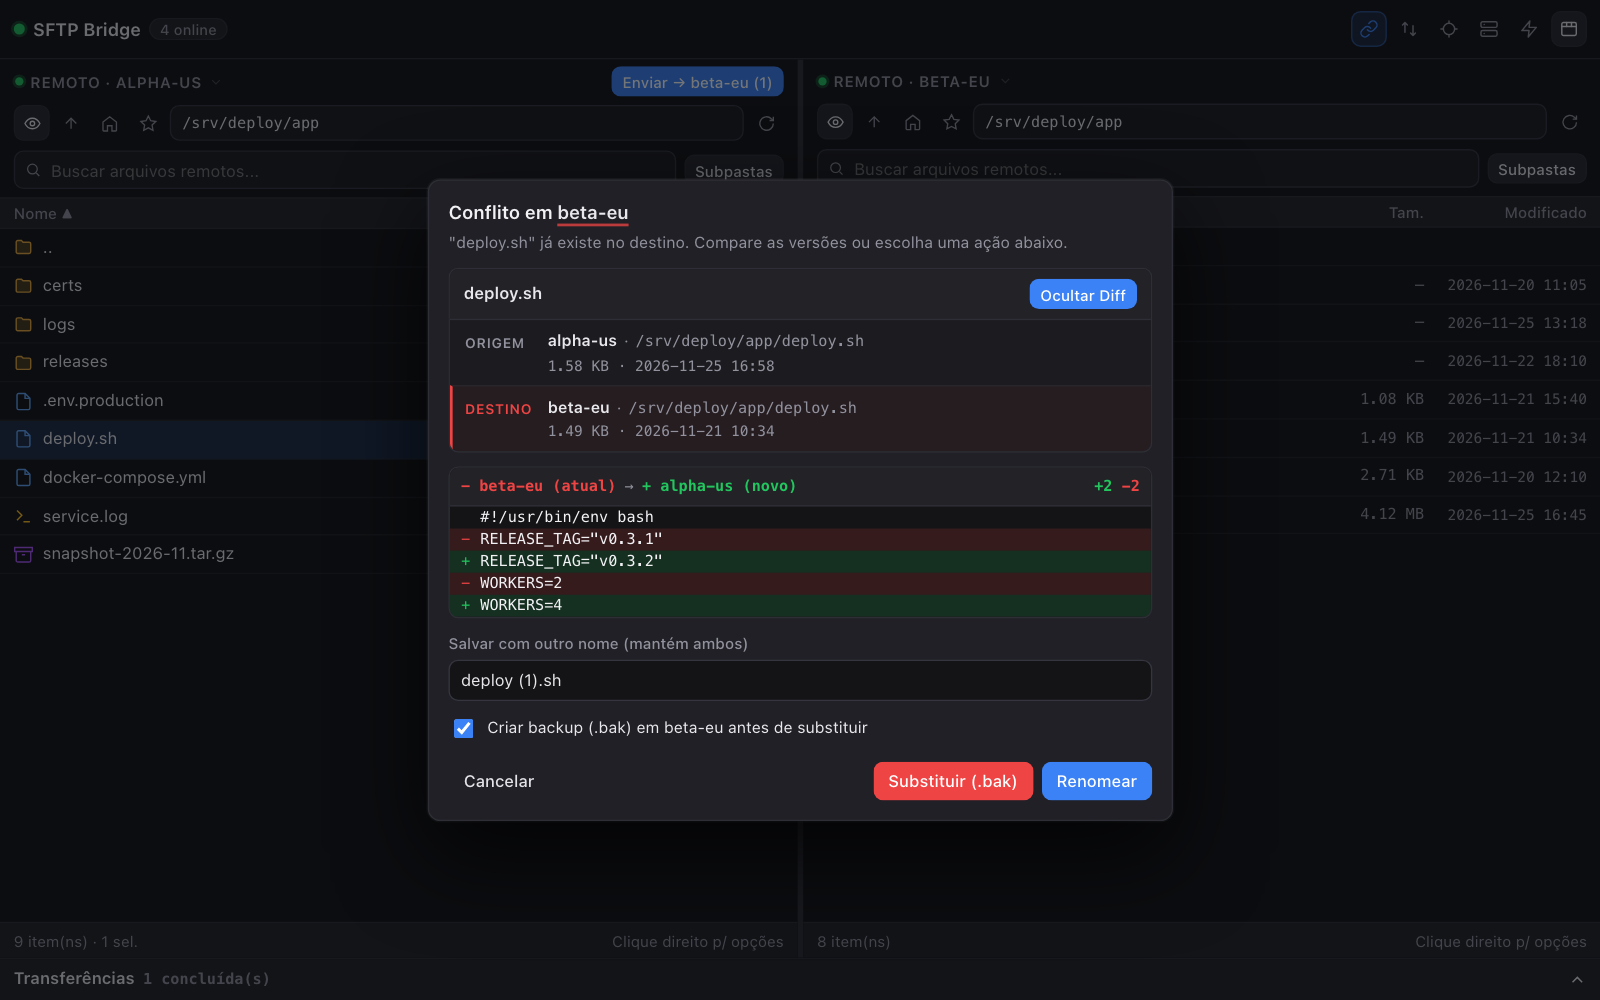 SFTP Bridge 4 online
REMOTO · ALPHA-US
Enviar → beta-eu (1)
/srv/deploy/app
Buscar arquivos remotos...
Subpastas
Nome ▲
..
certs
logs
releases
.env.production
deploy.sh
docker-compose.yml
service.log
snapshot-2026-11.tar.gz
9 item(ns) · 1 sel.
Clique direito p/ opções
REMOTO · BETA-EU
/srv/deploy/app
Buscar arquivos remotos...
Subpastas
Tam. Modificado
— 2026-11-20 11:05
— 2026-11-25 13:18
— 2026-11-22 18:10
1.08 KB 2026-11-21 15:40
1.49 KB 2026-11-21 10:34
2.71 KB 2026-11-20 12:10
4.12 MB 2026-11-25 16:45
8 item(ns)
Clique direito p/ opções
Conflito em beta-eu
"deploy.sh" já existe no destino. Compare as versões ou escolha uma ação abaixo.
deploy.sh
Ocultar Diff
ORIGEM alpha-us · /srv/deploy/app/deploy.sh
1.58 KB · 2026-11-25 16:58
DESTINO beta-eu · /srv/deploy/app/deploy.sh
1.49 KB · 2026-11-21 10:34
− beta-eu (atual) → + alpha-us (novo) +2 −2
#!/usr/bin/env bash
− RELEASE_TAG="v0.3.1"
+ RELEASE_TAG="v0.3.2"
− WORKERS=2
+ WORKERS=4
Salvar com outro nome (mantém ambos)
deploy (1).sh
Criar backup (.bak) em beta-eu antes de substituir
Cancelar
Substituir (.bak)
Renomear
Transferências 1 concluída(s)